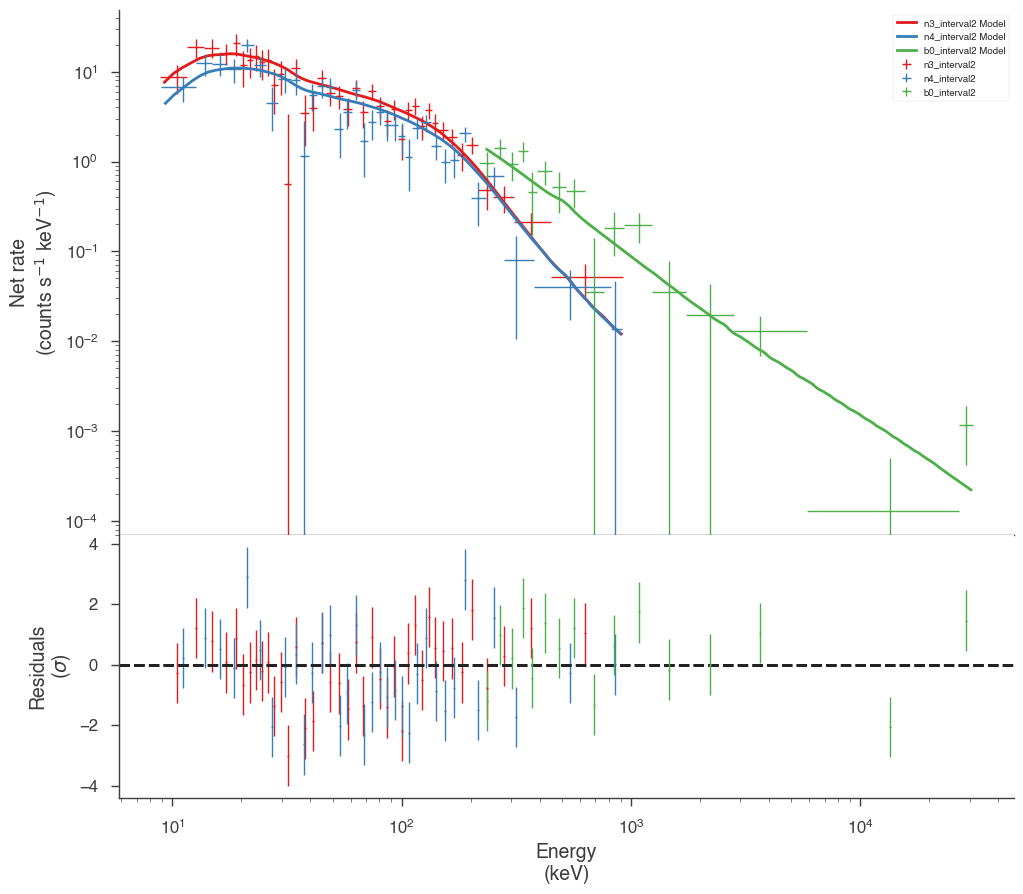 n3_interval2 Model
n4_interval2 Model
b0_interval2 Model
n3_interval2
n4_interval2
b0_interval2
10¹
10⁰
10⁻¹
10⁻²
10⁻³
10⁻⁴
Net rate
(counts s⁻¹ keV⁻¹)
4
2
0
−2
−4
Residuals
(σ)
10¹ 10² 10³ 10⁴
Energy
(keV)